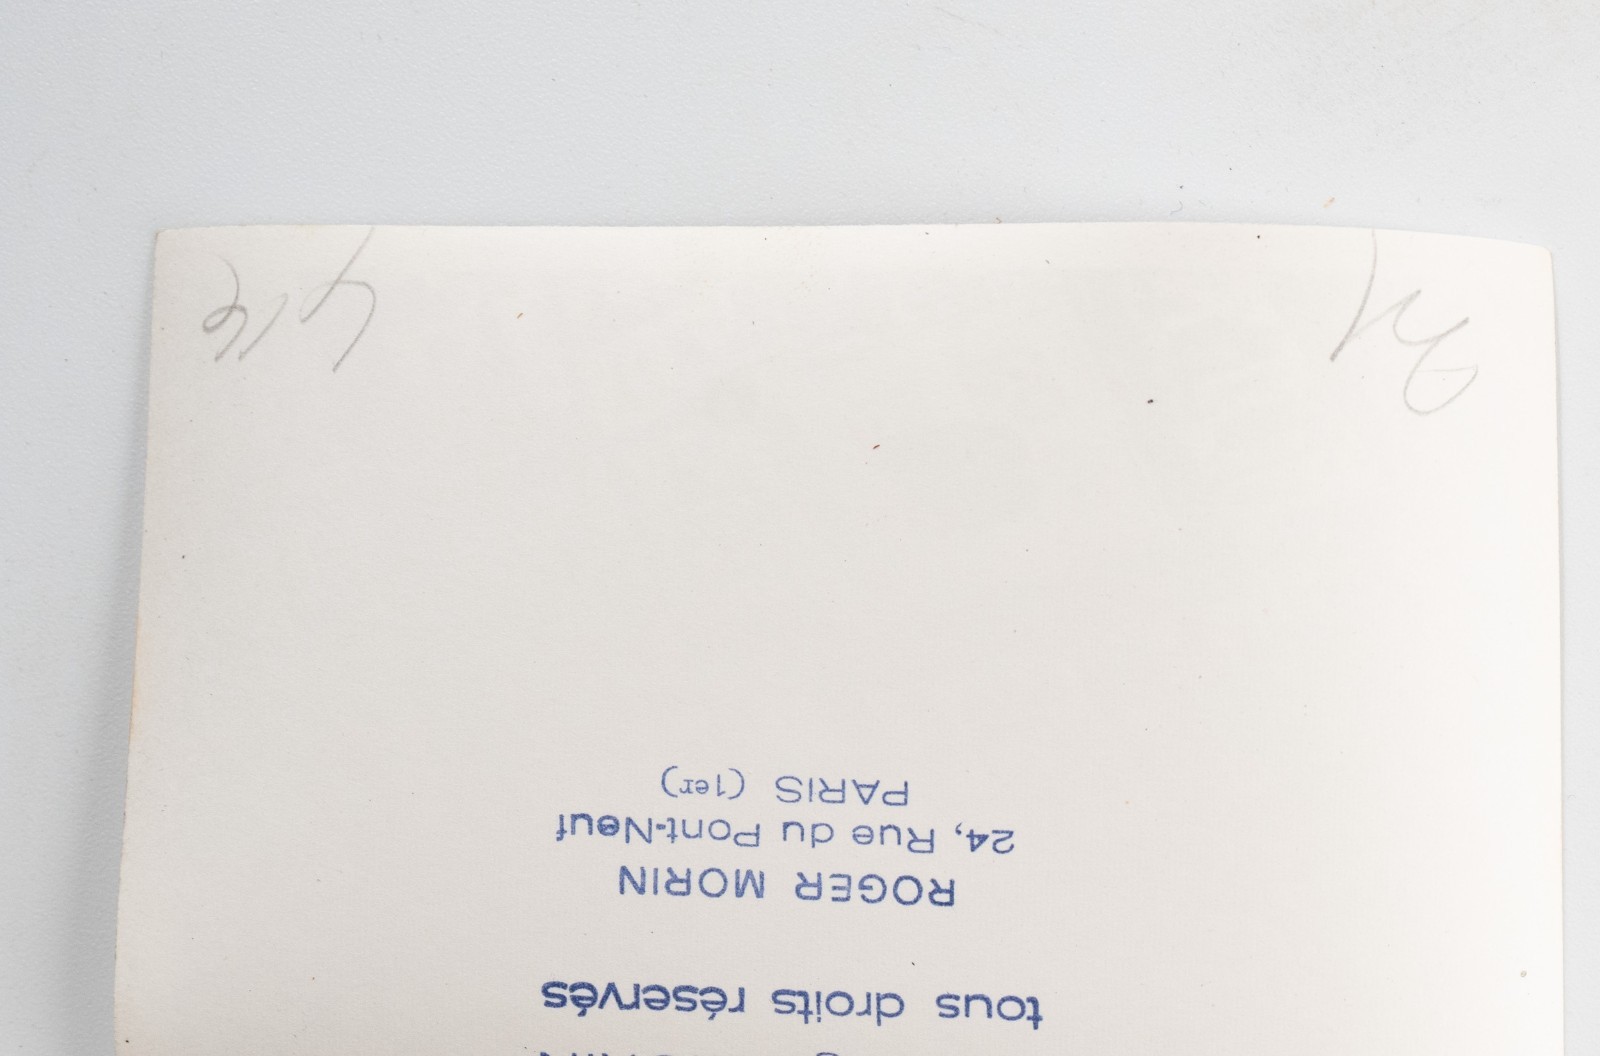 tous droits réservés
ROGER MORIN
24, Rue du Pont-Neuf
PARIS (1er)